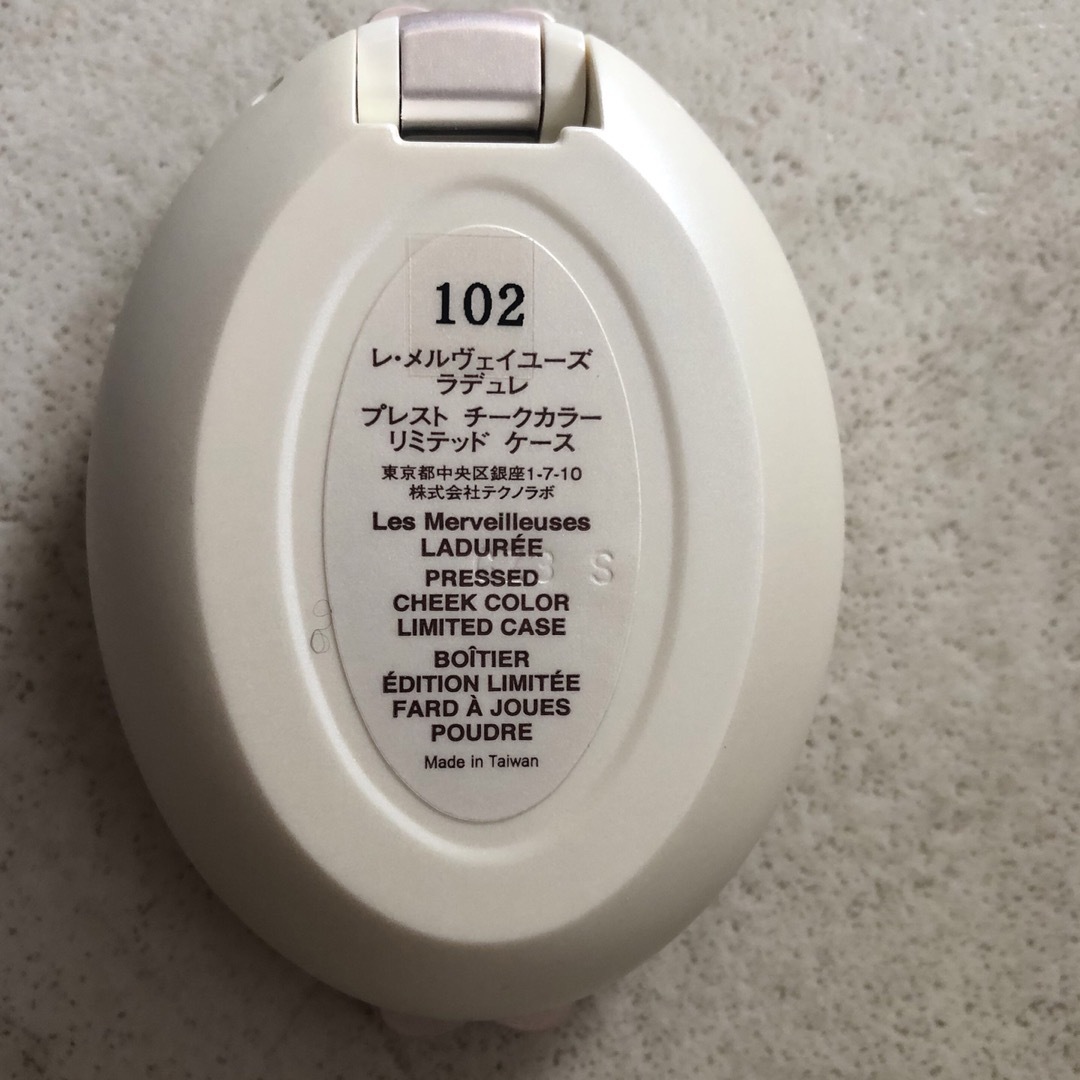 102
レ・メルヴェイユーズ
ラデュレ
プレスト チークカラー
リミテッド ケース
東京都中央区銀座1-7-10
株式会社テクノラボ
Les Merveilleuses
LADURÉE
PRESSED
CHEEK COLOR
LIMITED CASE
BOÎTIER
ÉDITION LIMITÉE
FARD À JOUES
POUDRE
Made in Taiwan